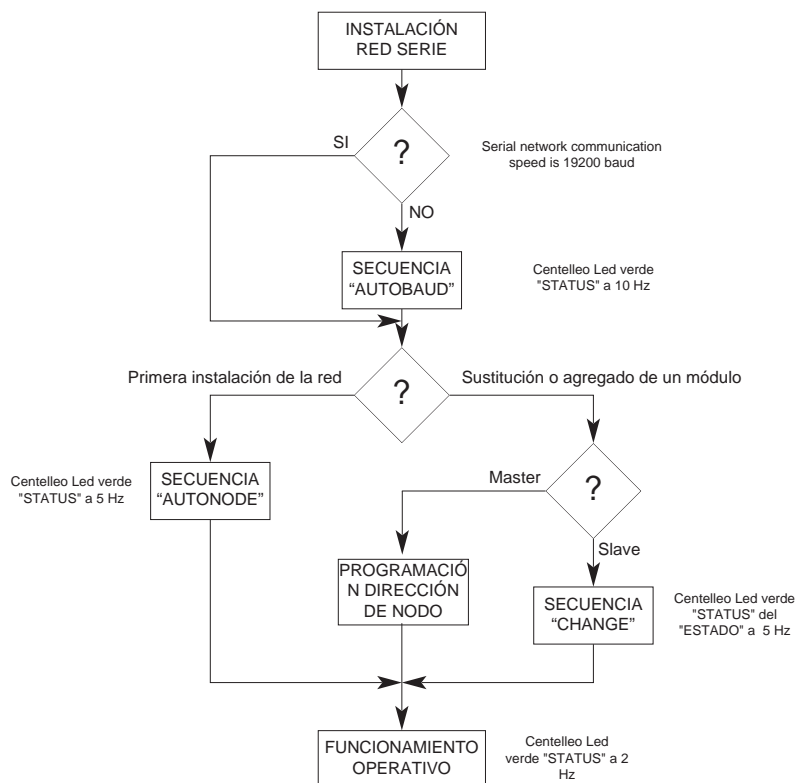 INSTALACIÓN
RED SERIE
SI
?
Serial network communication
speed is 19200 baud
NO
SECUENCIA
“AUTOBAUD”
Centelleo Led verde
"STATUS" a 10 Hz
Primera instalación de la red
?
Sustitución o agregado de un módulo
Centelleo Led verde
"STATUS" a 5 Hz
SECUENCIA
“AUTONODE”
Master
?
Slave
PROGRAMACIÓ
N DIRECCIÓN
DE NODO
SECUENCIA
“CHANGE”
Centelleo Led verde
"STATUS" del
"ESTADO" a 5 Hz
FUNCIONAMIENTO
OPERATIVO
Centelleo Led
verde "STATUS" a 2
Hz